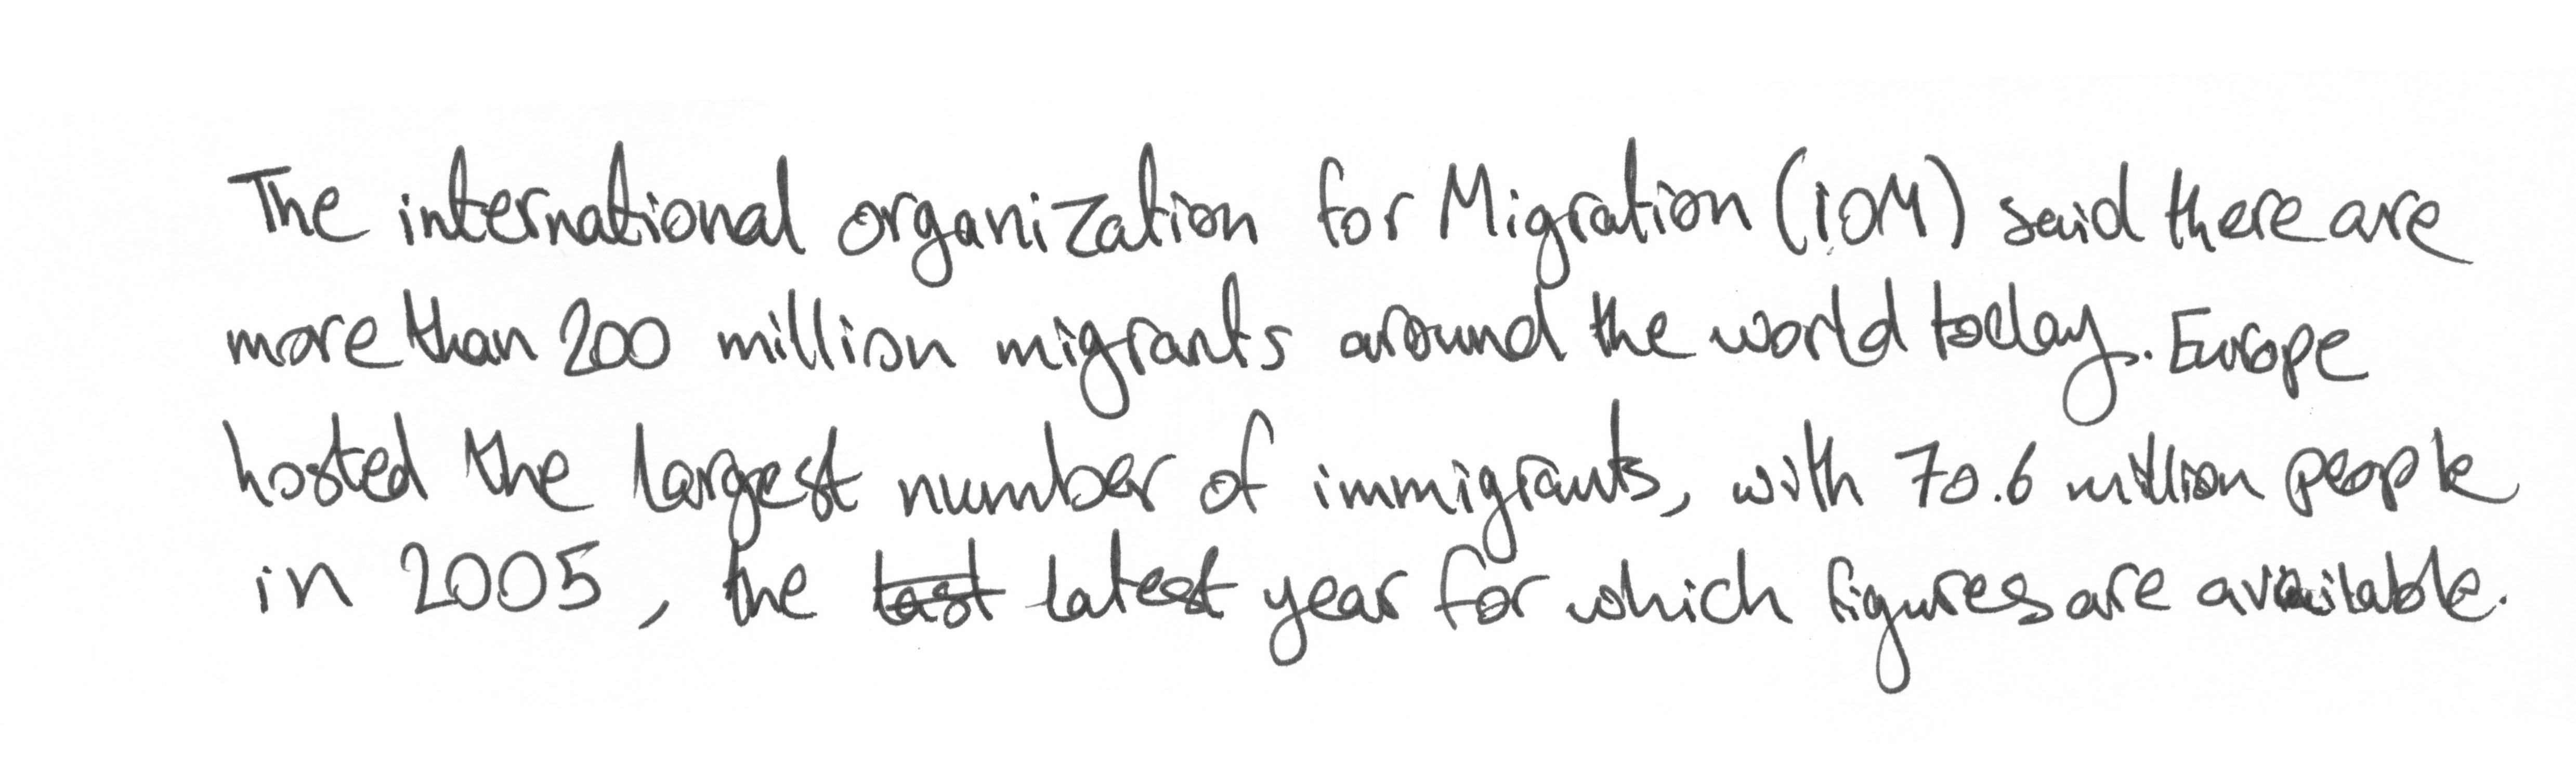 The international organization for Migration (iOM) said there are
more than 200 million migrants around the world today. Europe
hosted the largest number of immigrants, with 70.6 million people
in 2005, the last latest year for which figures are available.